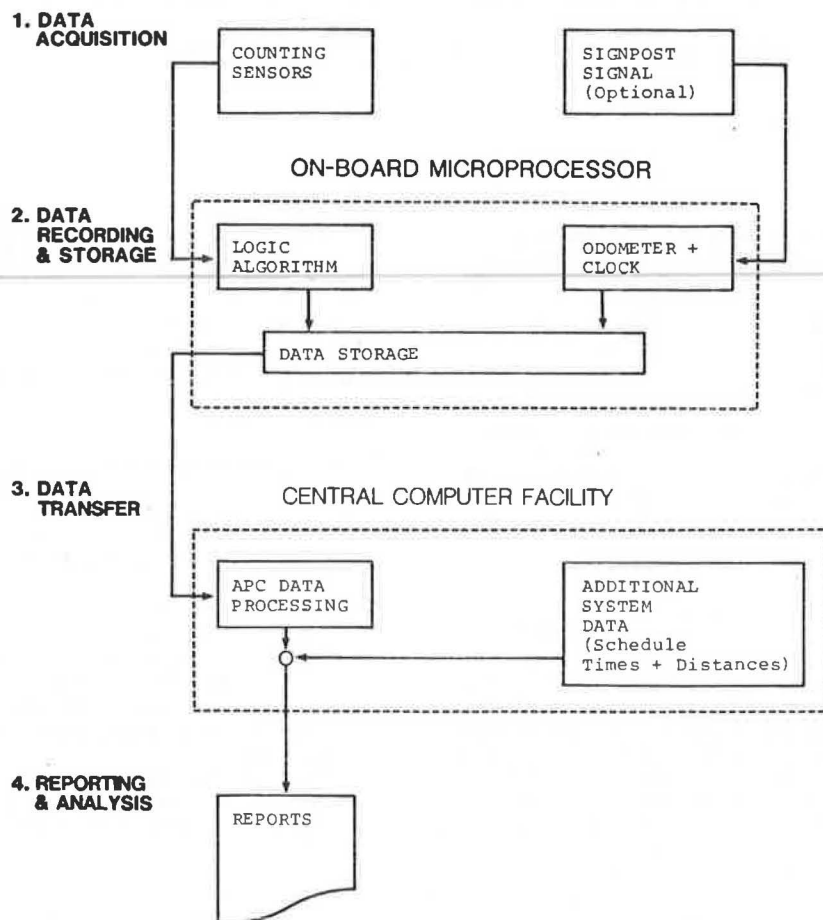 1. DATA
ACQUISITION
COUNTING
SENSORS
SIGNPOST
SIGNAL
(Optional)
ON-BOARD MICROPROCESSOR
2. DATA
RECORDING
& STORAGE
LOGIC
ALGORITHM
ODOMETER +
CLOCK
DATA STORAGE
3. DATA
TRANSFER
CENTRAL COMPUTER FACILITY
APC DATA
PROCESSING
ADDITIONAL
SYSTEM
DATA
(Schedule
Times + Distances)
4. REPORTING
& ANALYSIS
REPORTS